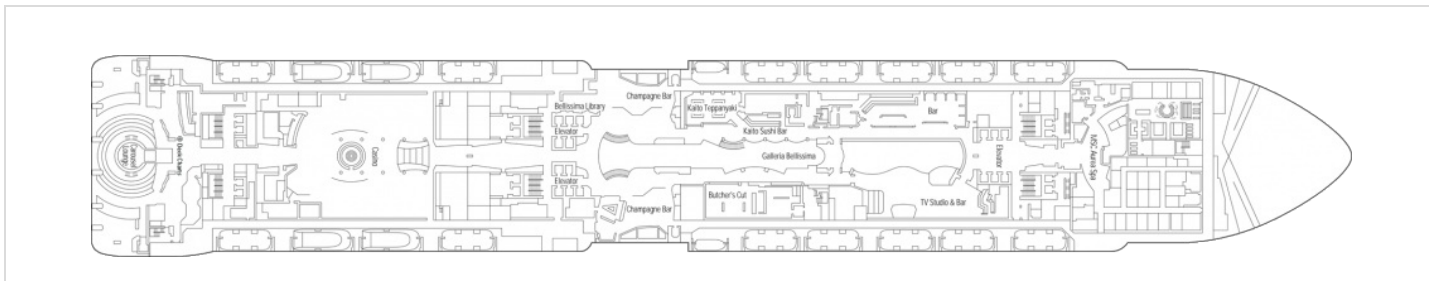 Champagne Bar
Bellissima Library
Kaito Teppanyaki
Bar
Elevator
Kaito Sushi Bar
Carousel
Lounge
Casino
Galleria Bellissima
Elevator
MSC Aurea Spa
Elevator
Butcher's Cut
Champagne Bar
TV Studio & Bar